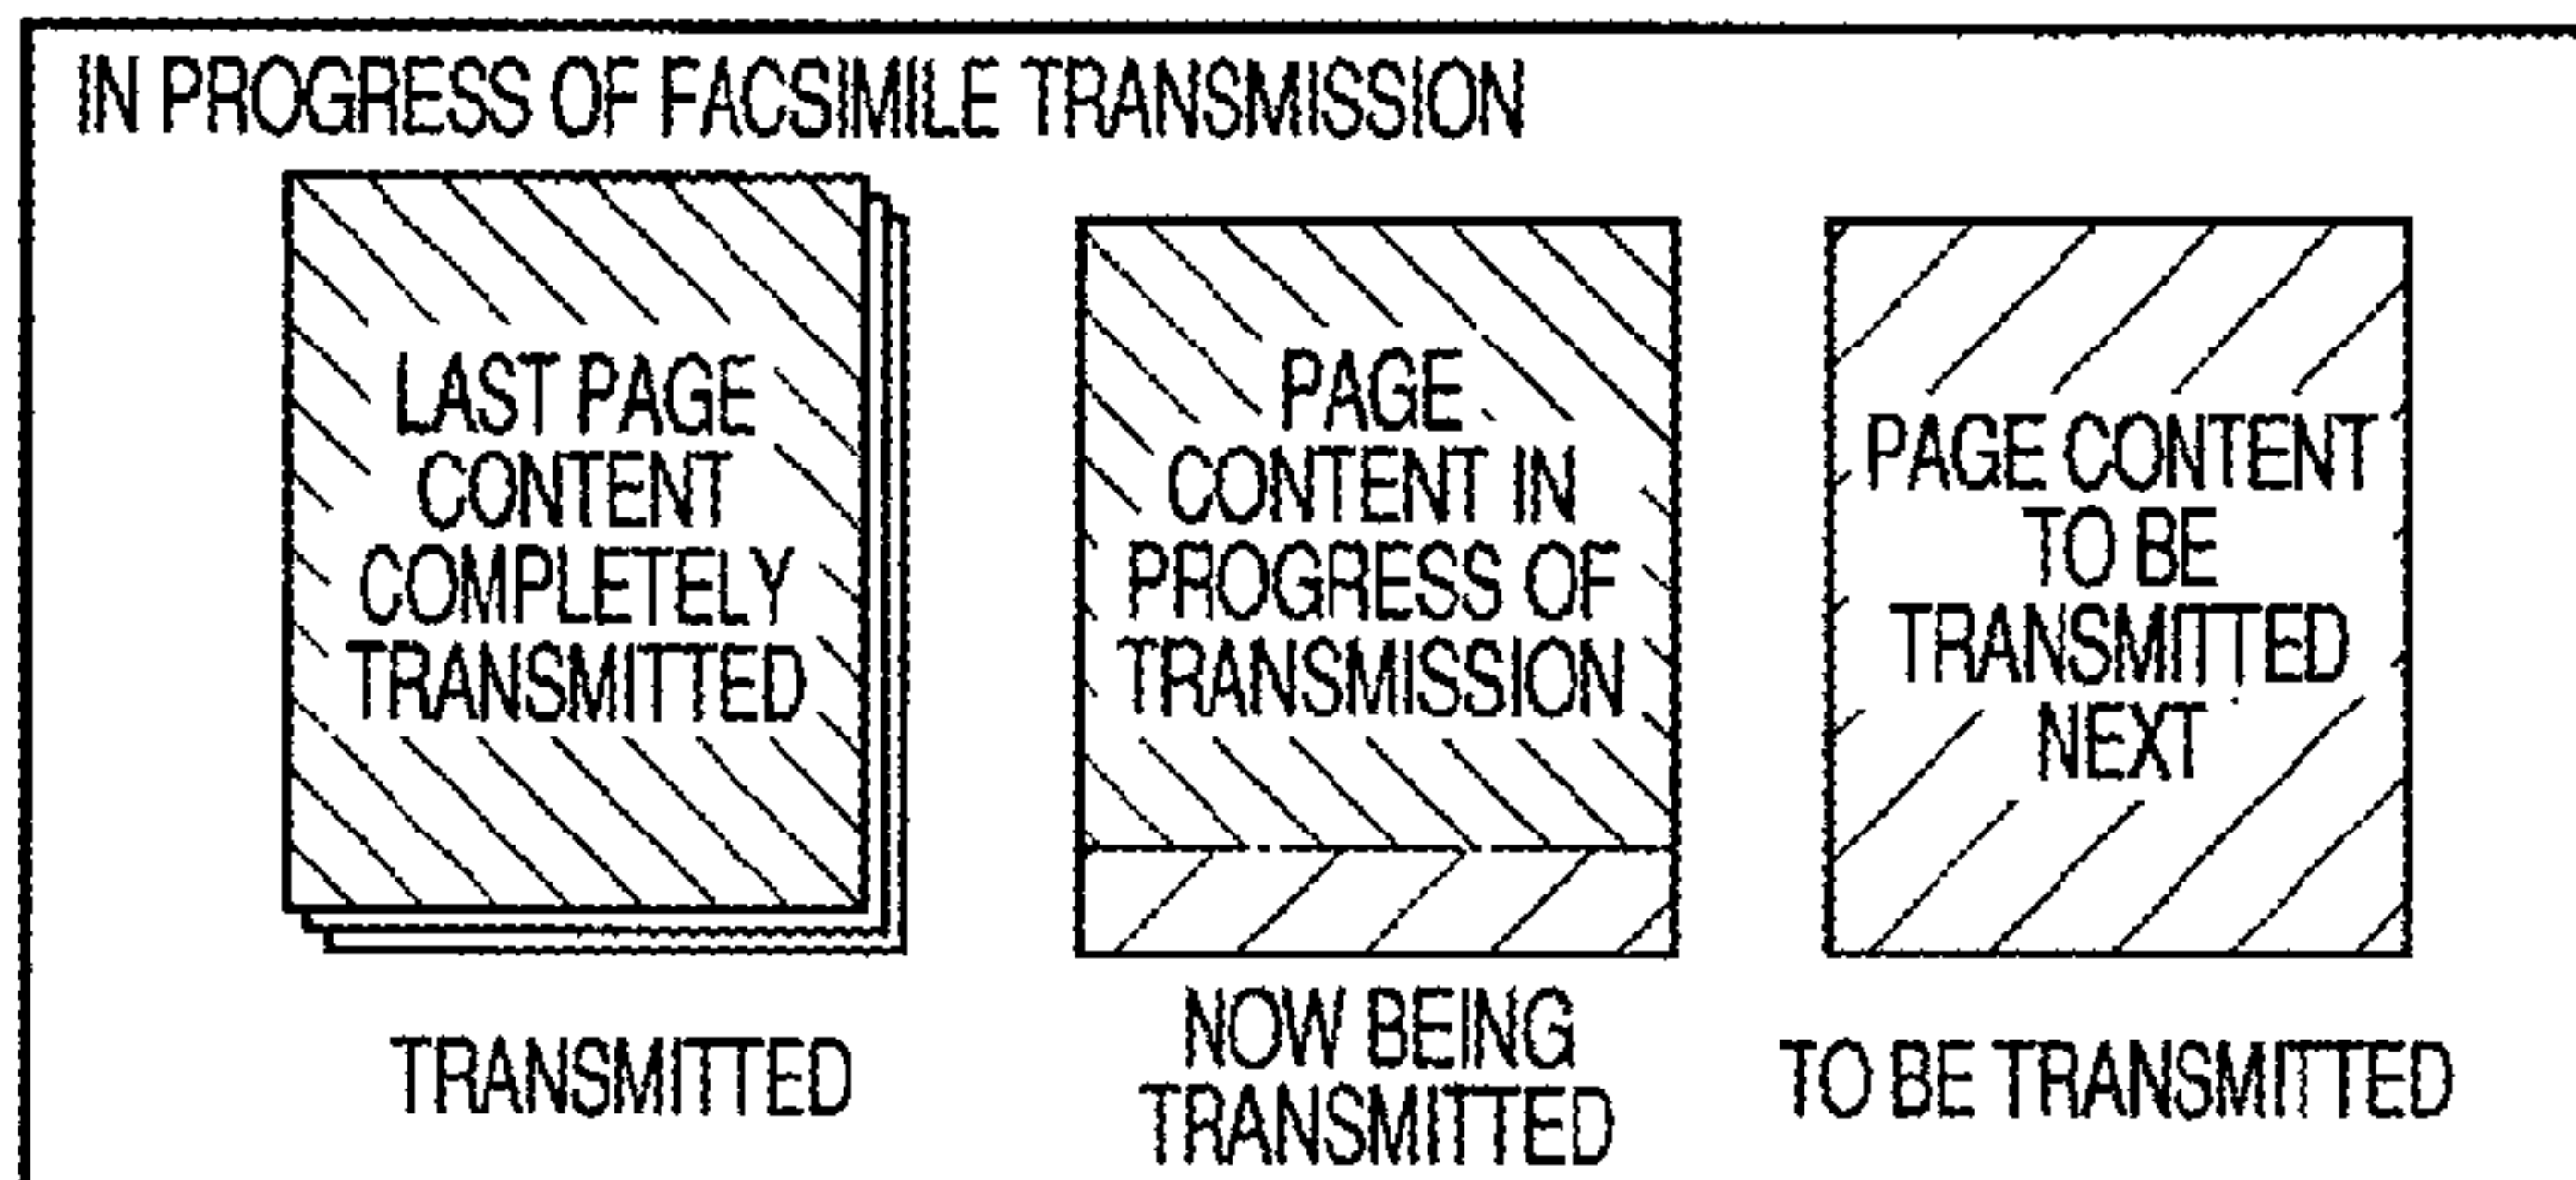 IN PROGRESS OF FACSIMILE TRANSMISSION
LAST PAGE
CONTENT
COMPLETELY
TRANSMITTED
PAGE
CONTENT IN
PROGRESS OF
TRANSMISSION
PAGE CONTENT
TO BE
TRANSMITTED
NEXT
TRANSMITTED
NOW BEING
TRANSMITTED
TO BE TRANSMITTED